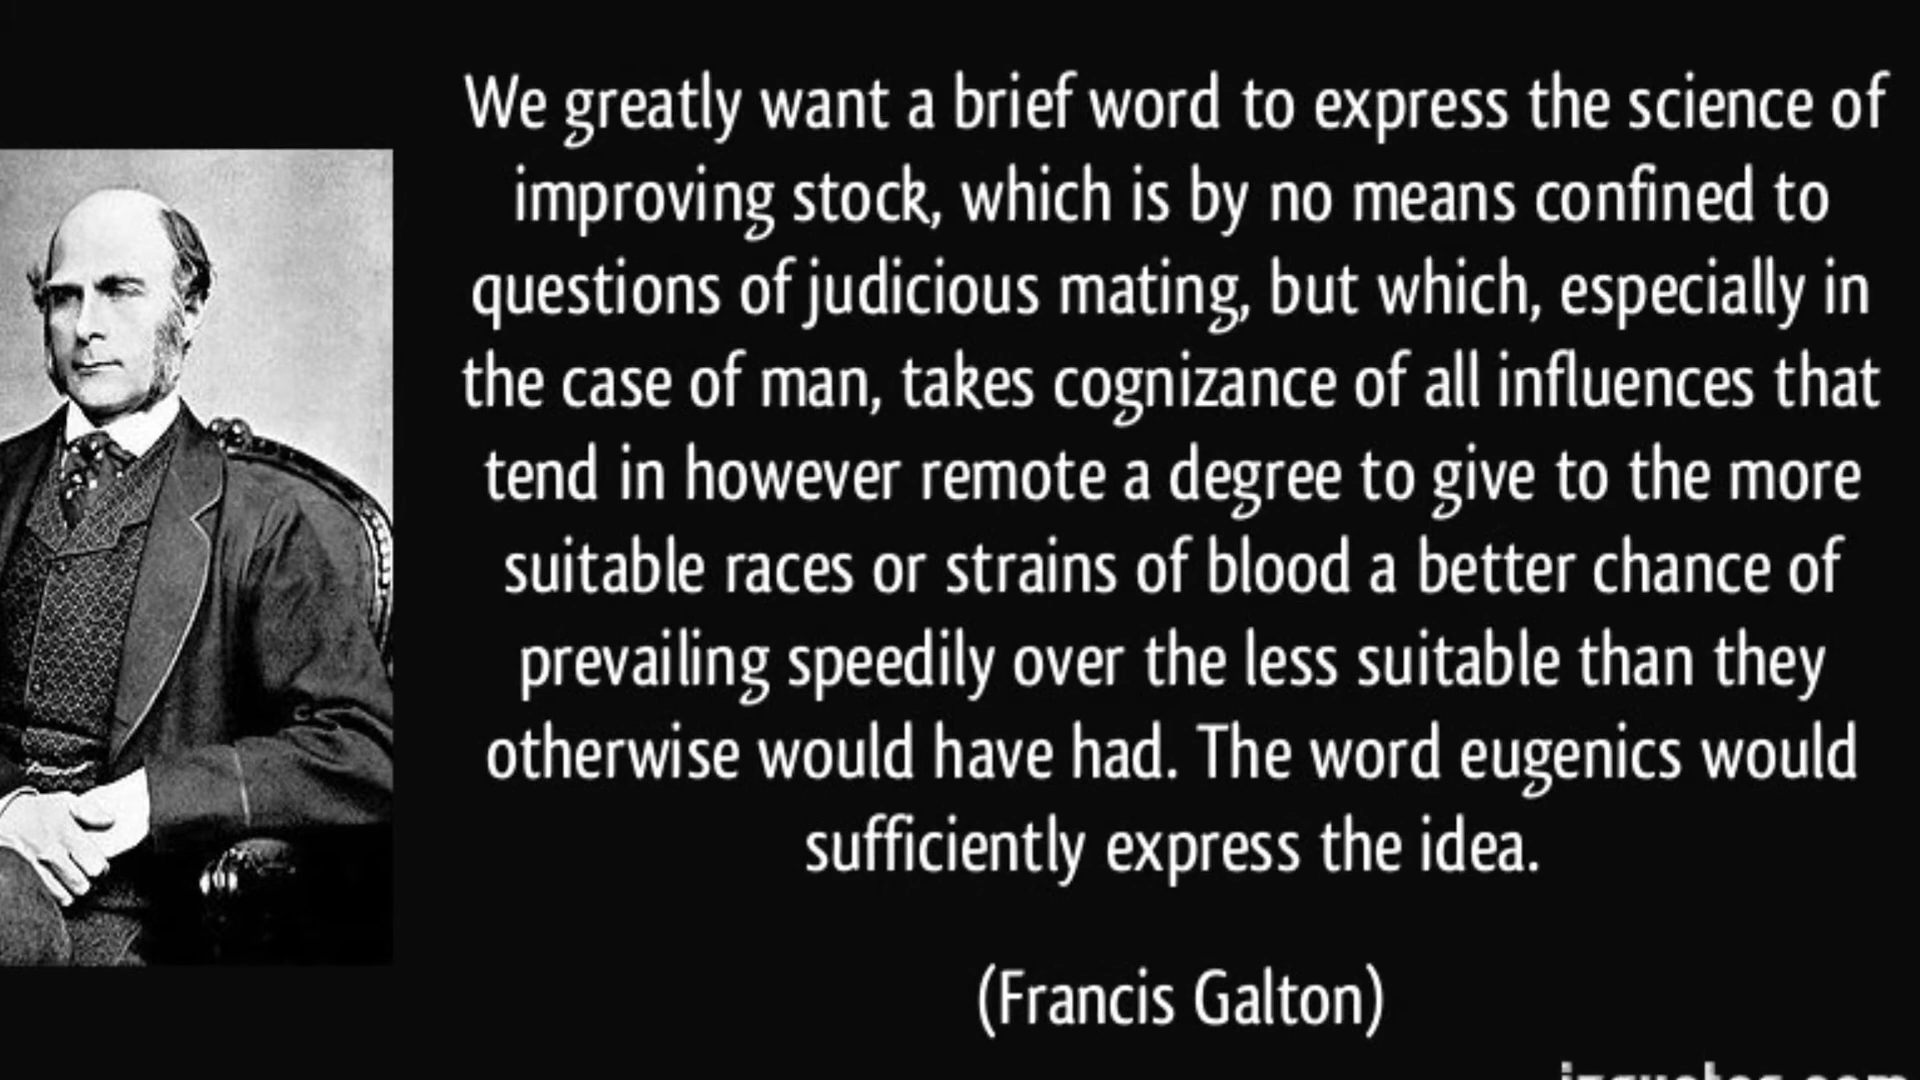 We greatly want a brief word to express the science of
improving stock, which is by no means confined to
questions of judicious mating, but which, especially in
the case of man, takes cognizance of all influences that
tend in however remote a degree to give to the more
suitable races or strains of blood a better chance of
prevailing speedily over the less suitable than they
otherwise would have had. The word eugenics would
sufficiently express the idea.
(Francis Galton)